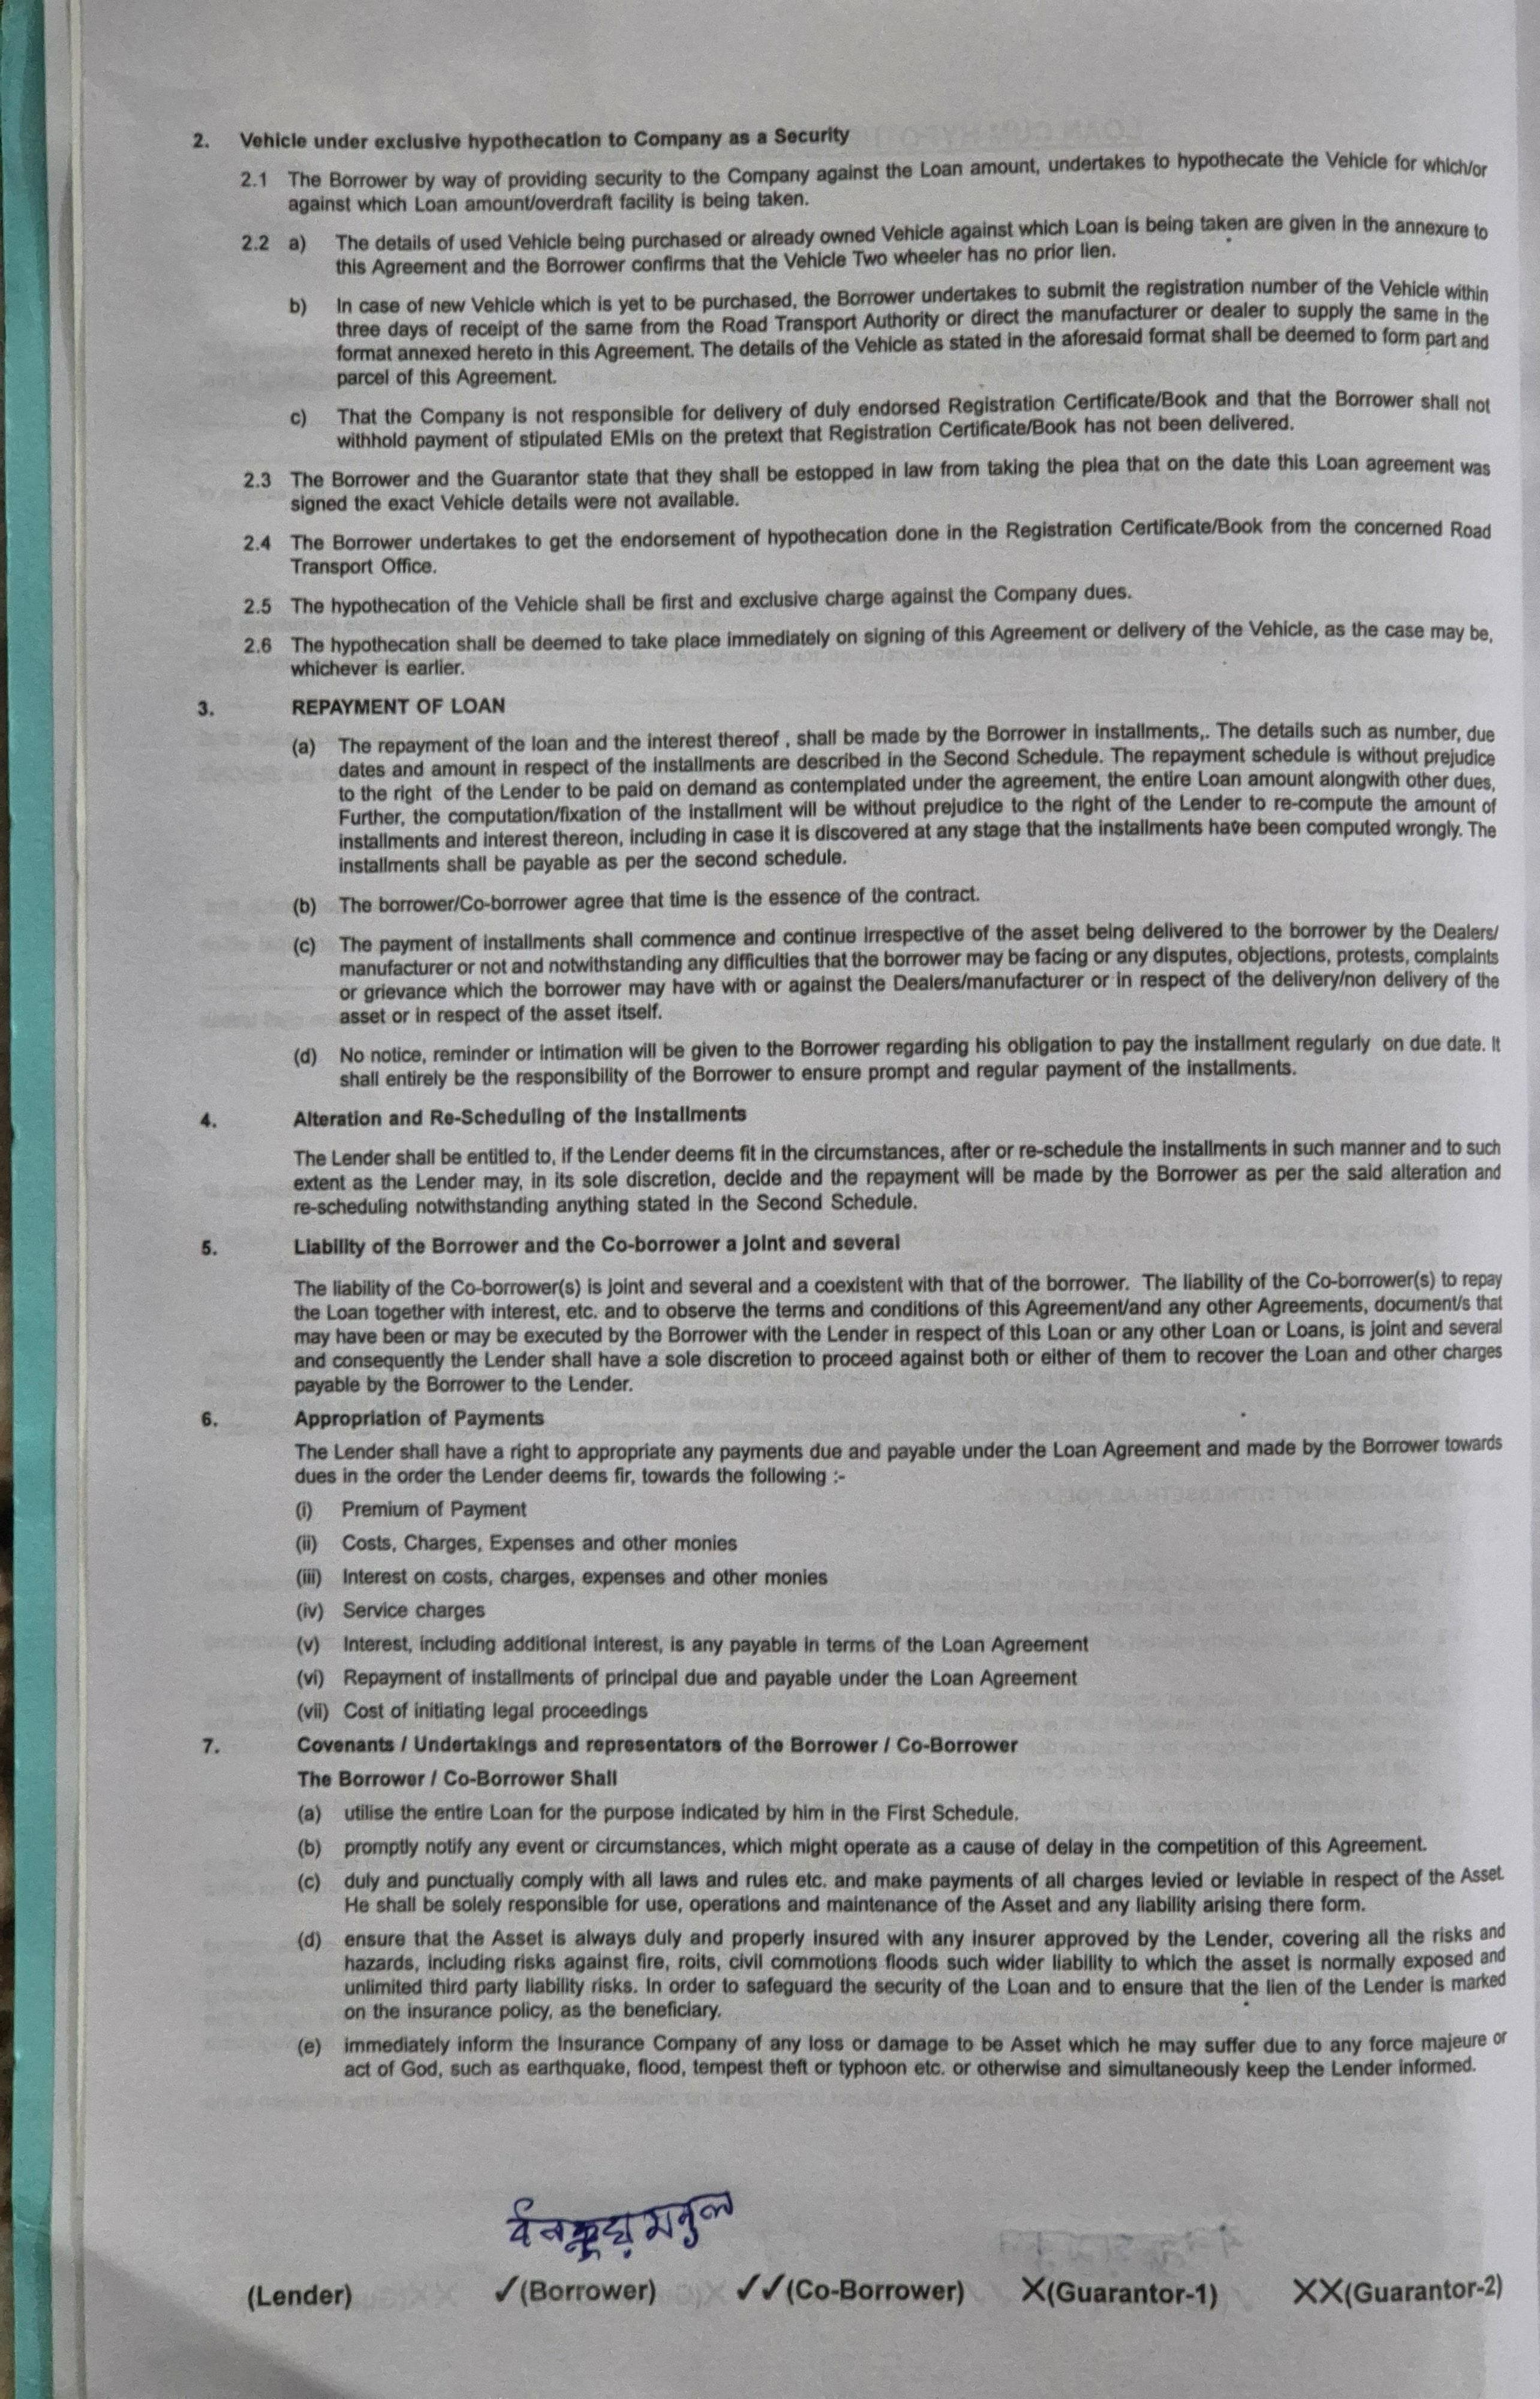 2. Vehicle under exclusive hypothecation to Company as a Security
2.1 The Borrower by way of providing security to the Company against the Loan amount, undertakes to hypothecate the Vehicle for which/or
against which Loan amount/overdraft facility is being taken.
2.2 a) The details of used Vehicle being purchased or already owned Vehicle against which Loan is being taken are given in the annexure to
this Agreement and the Borrower confirms that the Vehicle Two wheeler has no prior lien.
b) In case of new Vehicle which is yet to be purchased, the Borrower undertakes to submit the registration number of the Vehicle within
three days of receipt of the same from the Road Transport Authority or direct the manufacturer or dealer to supply the same in the
format annexed hereto in this Agreement. The details of the Vehicle as stated in the aforesaid format shall be deemed to form part and
parcel of this Agreement.
c) That the Company is not responsible for delivery of duly endorsed Registration Certificate/Book and that the Borrower shall not
withhold payment of stipulated EMIs on the pretext that Registration Certificate/Book has not been delivered.
2.3 The Borrower and the Guarantor state that they shall be estopped in law from taking the plea that on the date this Loan agreement was
signed the exact Vehicle details were not available.
2.4 The Borrower undertakes to get the endorsement of hypothecation done in the Registration Certificate/Book from the concerned Road
Transport Office.
2.5 The hypothecation of the Vehicle shall be first and exclusive charge against the Company dues.
2.6 The hypothecation shall be deemed to take place immediately on signing of this Agreement or delivery of the Vehicle, as the case may be,
whichever is earlier.
3. REPAYMENT OF LOAN
(a) The repayment of the loan and the interest thereof , shall be made by the Borrower in Installments,. The details such as number, due
dates and amount in respect of the Installments are described in the Second Schedule. The repayment schedule is without prejudice
to the right of the Lender to be paid on demand as contemplated under the agreement, the entire Loan amount alongwith other dues,
Further, the computation/fixation of the installment will be without prejudice to the right of the Lender to re-compute the amount of
installments and interest thereon, including in case it is discovered at any stage that the installments have been computed wrongly. The
installments shall be payable as per the second schedule.
(b) The borrower/Co-borrower agree that time is the essence of the contract.
(c) The payment of installments shall commence and continue irrespective of the asset being delivered to the borrower by the Dealers/
manufacturer or not and notwithstanding any difficulties that the borrower may be facing or any disputes, objections, protests, complaints
or grievance which the borrower may have with or against the Dealers/manufacturer or in respect of the delivery/non delivery of the
asset or in respect of the asset itself.
(d) No notice, reminder or intimation will be given to the Borrower regarding his obligation to pay the installment regularly on due date. It
shall entirely be the responsibility of the Borrower to ensure prompt and regular payment of the installments.
4. Alteration and Re-Scheduling of the Installments
The Lender shall be entitled to, if the Lender deems fit in the circumstances, after or re-schedule the installments in such manner and to such
extent as the Lender may, in its sole discretion, decide and the repayment will be made by the Borrower as per the said alteration and
re-scheduling notwithstanding anything stated in the Second Schedule.
5. Liability of the Borrower and the Co-borrower a joint and several
The liability of the Co-borrower(s) is joint and several and a coexistent with that of the borrower. The liability of the Co-borrower(s) to repay
the Loan together with interest, etc. and to observe the terms and conditions of this Agreement/and any other Agreements, document/s that
may have been or may be executed by the Borrower with the Lender in respect of this Loan or any other Loan or Loans, is joint and several
and consequently the Lender shall have a sole discretion to proceed against both or either of them to recover the Loan and other charges
payable by the Borrower to the Lender.
6. Appropriation of Payments
The Lender shall have a right to appropriate any payments due and payable under the Loan Agreement and made by the Borrower towards
dues in the order the Lender deems fir, towards the following :-
(i) Premium of Payment
(ii) Costs, Charges, Expenses and other monies
(iii) Interest on costs, charges, expenses and other monies
(iv) Service charges
(v) Interest, including additional interest, is any payable in terms of the Loan Agreement
(vi) Repayment of installments of principal due and payable under the Loan Agreement
(vii) Cost of initiating legal proceedings
7. Covenants / Undertakings and representators of the Borrower / Co-Borrower
The Borrower / Co-Borrower Shall
(a) utilise the entire Loan for the purpose indicated by him in the First Schedule.
(b) promptly notify any event or circumstances, which might operate as a cause of delay in the competition of this Agreement.
(c) duly and punctually comply with all laws and rules etc. and make payments of all charges levied or leviable in respect of the Asset.
He shall be solely responsible for use, operations and maintenance of the Asset and any liability arising there form.
(d) ensure that the Asset is always duly and properly insured with any insurer approved by the Lender, covering all the risks and
hazards, including risks against fire, roits, civil commotions floods such wider liability to which the asset is normally exposed and
unlimited third party liability risks. In order to safeguard the security of the Loan and to ensure that the lien of the Lender is marked
on the insurance policy, as the beneficiary.
(e) immediately inform the Insurance Company of any loss or damage to be Asset which he may suffer due to any force majeure or
act of God, such as earthquake, flood, tempest theft or typhoon etc. or otherwise and simultaneously keep the Lender informed.
(Lender) ✓(Borrower) ✓✓(Co-Borrower) X(Guarantor-1) XX(Guarantor-2)